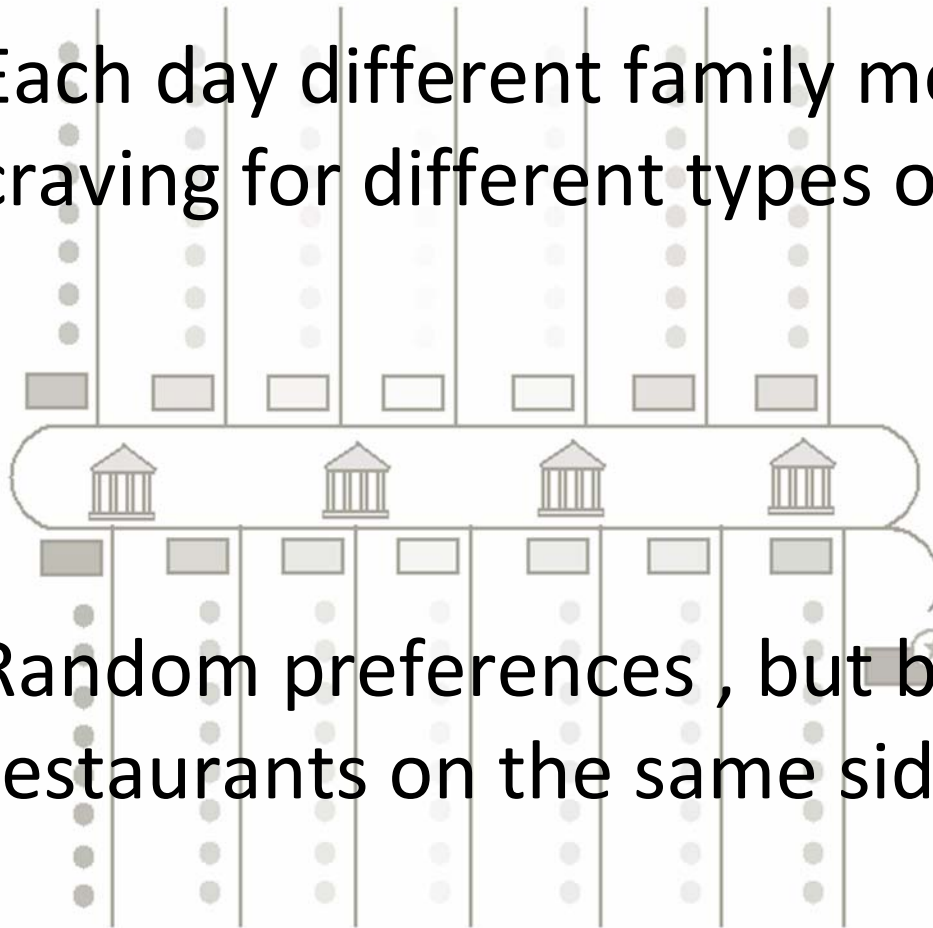 Each day different family me
craving for different types o
Random preferences , but b
estaurants on the same sid